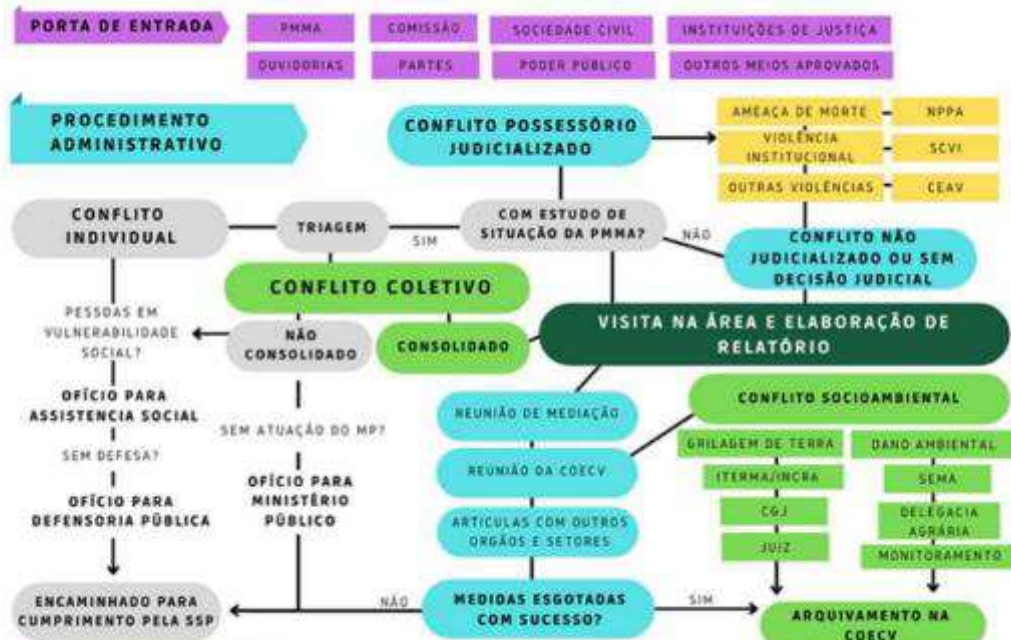 PORTA DE ENTRADA
PMMA
COMISSÃO
SOCIEDADE CIVIL
INSTITUIÇÕES DE JUSTIÇA
OUVIDORIAS
PARTES
PODER PÚBLICO
OUTROS MEIOS APROVADOS
PROCEDIMENTO
ADMINISTRATIVO
CONFLITO POSSESSÓRIO
JUDICIALIZADO
AMEAÇA DE MORTE
NPPA
VIOLÊNCIA
INSTITUCIONAL
SCVI
OUTRAS VIOLÊNCIAS
CEAV
CONFLITO
INDIVIDUAL
TRIAGEM
SIM
COM ESTUDO DE
SITUAÇÃO DA PMMA?
NÃO
CONFLITO NÃO
JUDICIALIZADO OU SEM
DECISÃO JUDICIAL
CONFLITO COLETIVO
PESSOAS EM
VULNERABILIDADE
SOCIAL?
NÃO
CONSOLIDADO
CONSOLIDADO
VISITA NA ÁREA E ELABORAÇÃO DE
RELATÓRIO
OFÍCIO PARA
ASSISTENCIA SOCIAL
SEM DEFESA?
OFÍCIO PARA
DEFENSORIA PÚBLICA
SEM ATUAÇÃO DO MP?
OFÍCIO PARA
MINISTÉRIO
PÚBLICO
REUNIÃO DE MEDIAÇÃO
REUNIÃO DA COECV
ARTICULAS COM OUTROS
ORGÃOS E SETORES
CONFLITO SOCIOAMBIENTAL
GRILAGEM DE TERRA
DANO AMBIENTAL
ITERMA/INCRA
SEMA
CGJ
DELEGACIA
AGRÁRIA
JUIZ
MONITORAMENTO
ENCAMINHADO PARA
CUMPRIMENTO PELA SSP
NÃO
MEDIDAS ESGOTADAS
COM SUCESSO?
SIM
ARQUIVAMENTO NA
COECV